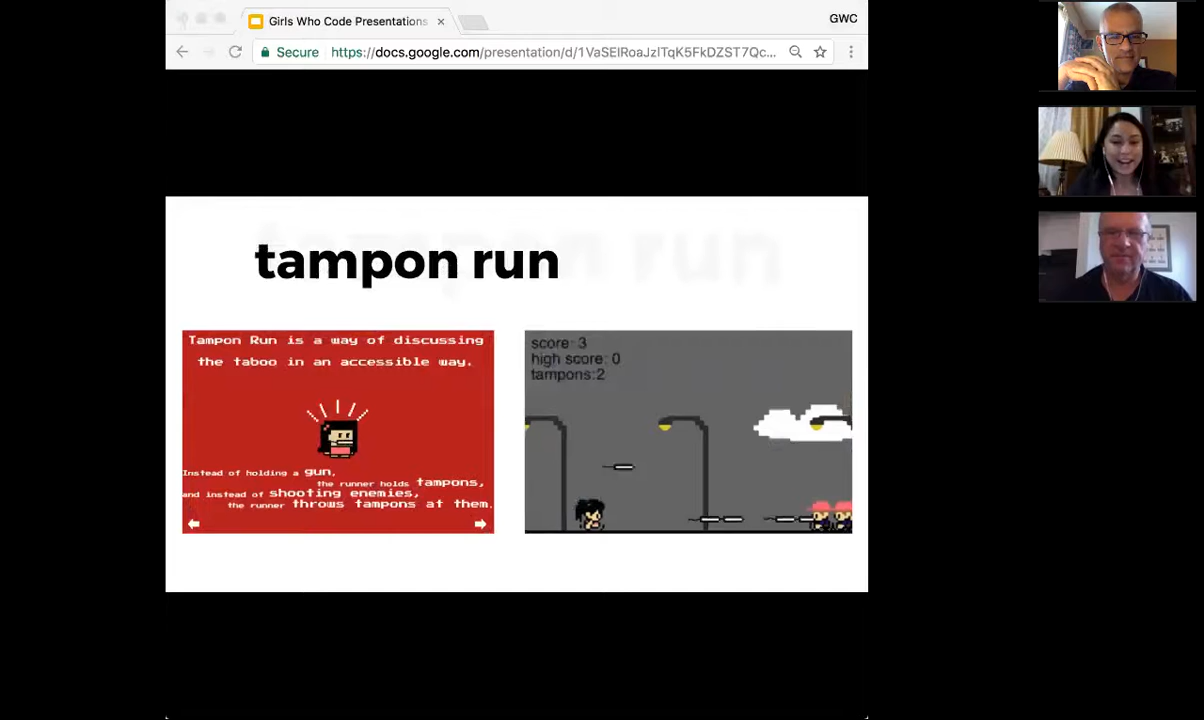 Girls Who Code Presentations
GWC
Secure
https://docs.google.com/presentation/d/1VaSEIRoaJzlTqK5FkDZST7Qc...
tampon run
Tampon Run is a way of discussing
the taboo in an accessible way.
Instead of holding a gun,
the runner holds tampons,
and instead of shooting enemies,
the runner throws tampons at them.
score: 3
high score: 0
tampons:2